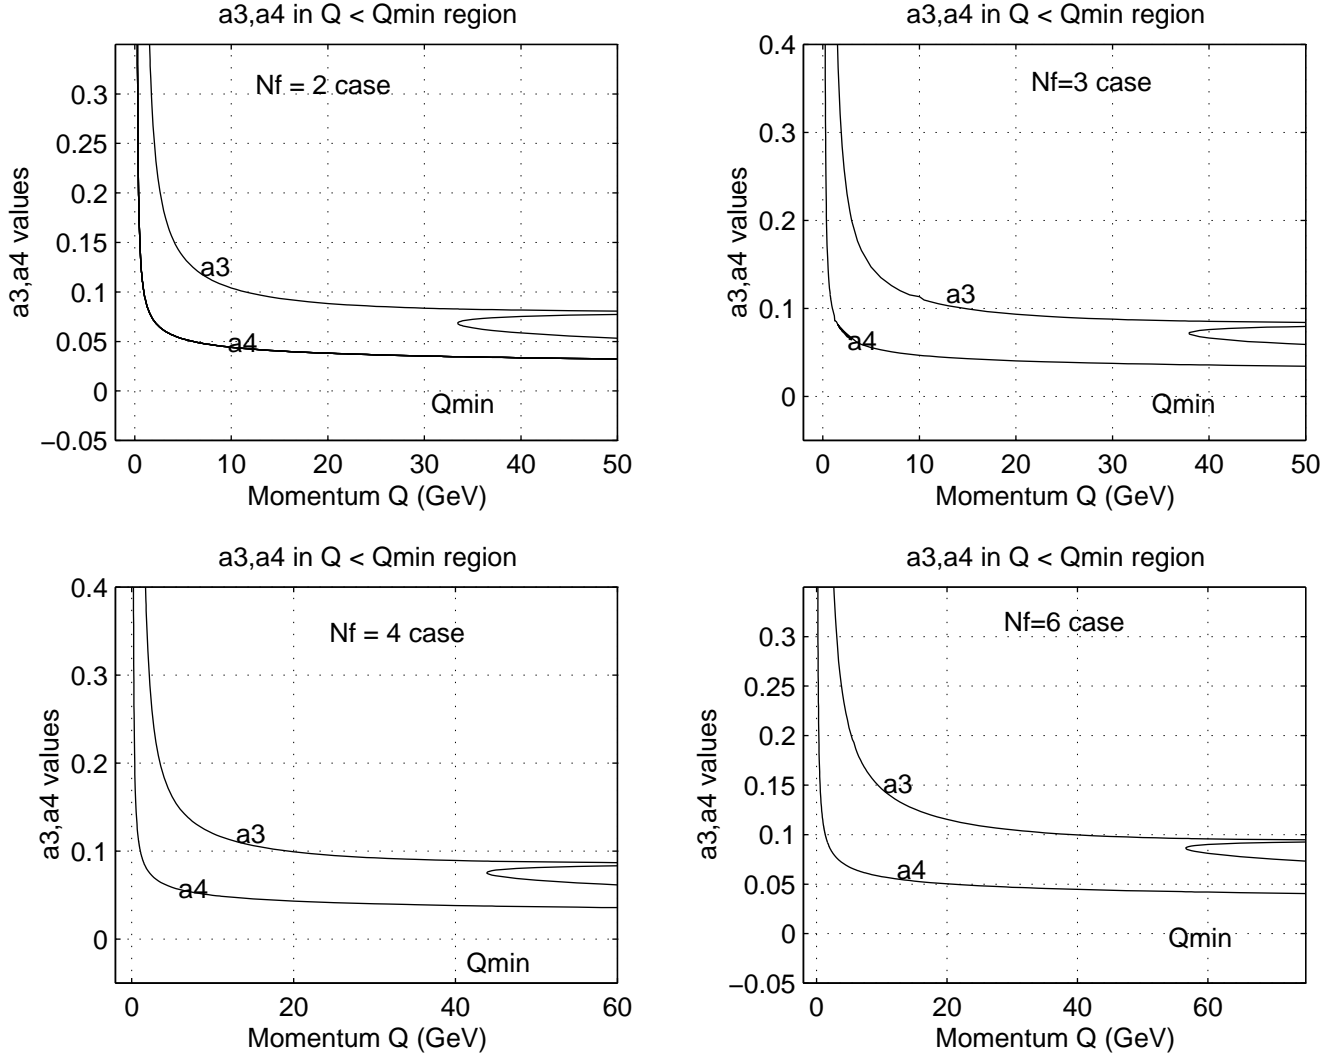 a3,a4 in Q < Qmin region
a3,a4 values
0.3
0.25
0.2
0.15
0.1
0.05
0
−0.05
Nf = 2 case
a3
a4
Qmin
0 10 20 30 40 50
Momentum Q (GeV)
a3,a4 in Q < Qmin region
a3,a4 values
0.4
0.3
0.2
0.1
0
Nf=3 case
a3
a4
Qmin
0 10 20 30 40 50
Momentum Q (GeV)
a3,a4 in Q < Qmin region
a3,a4 values
0.4
0.3
0.2
0.1
0
Nf = 4 case
a3
a4
Qmin
0 20 40 60
Momentum Q (GeV)
a3,a4 in Q < Qmin region
a3,a4 values
0.3
0.25
0.2
0.15
0.1
0.05
0
−0.05
Nf=6 case
a3
a4
Qmin
0 20 40 60
Momentum Q (GeV)